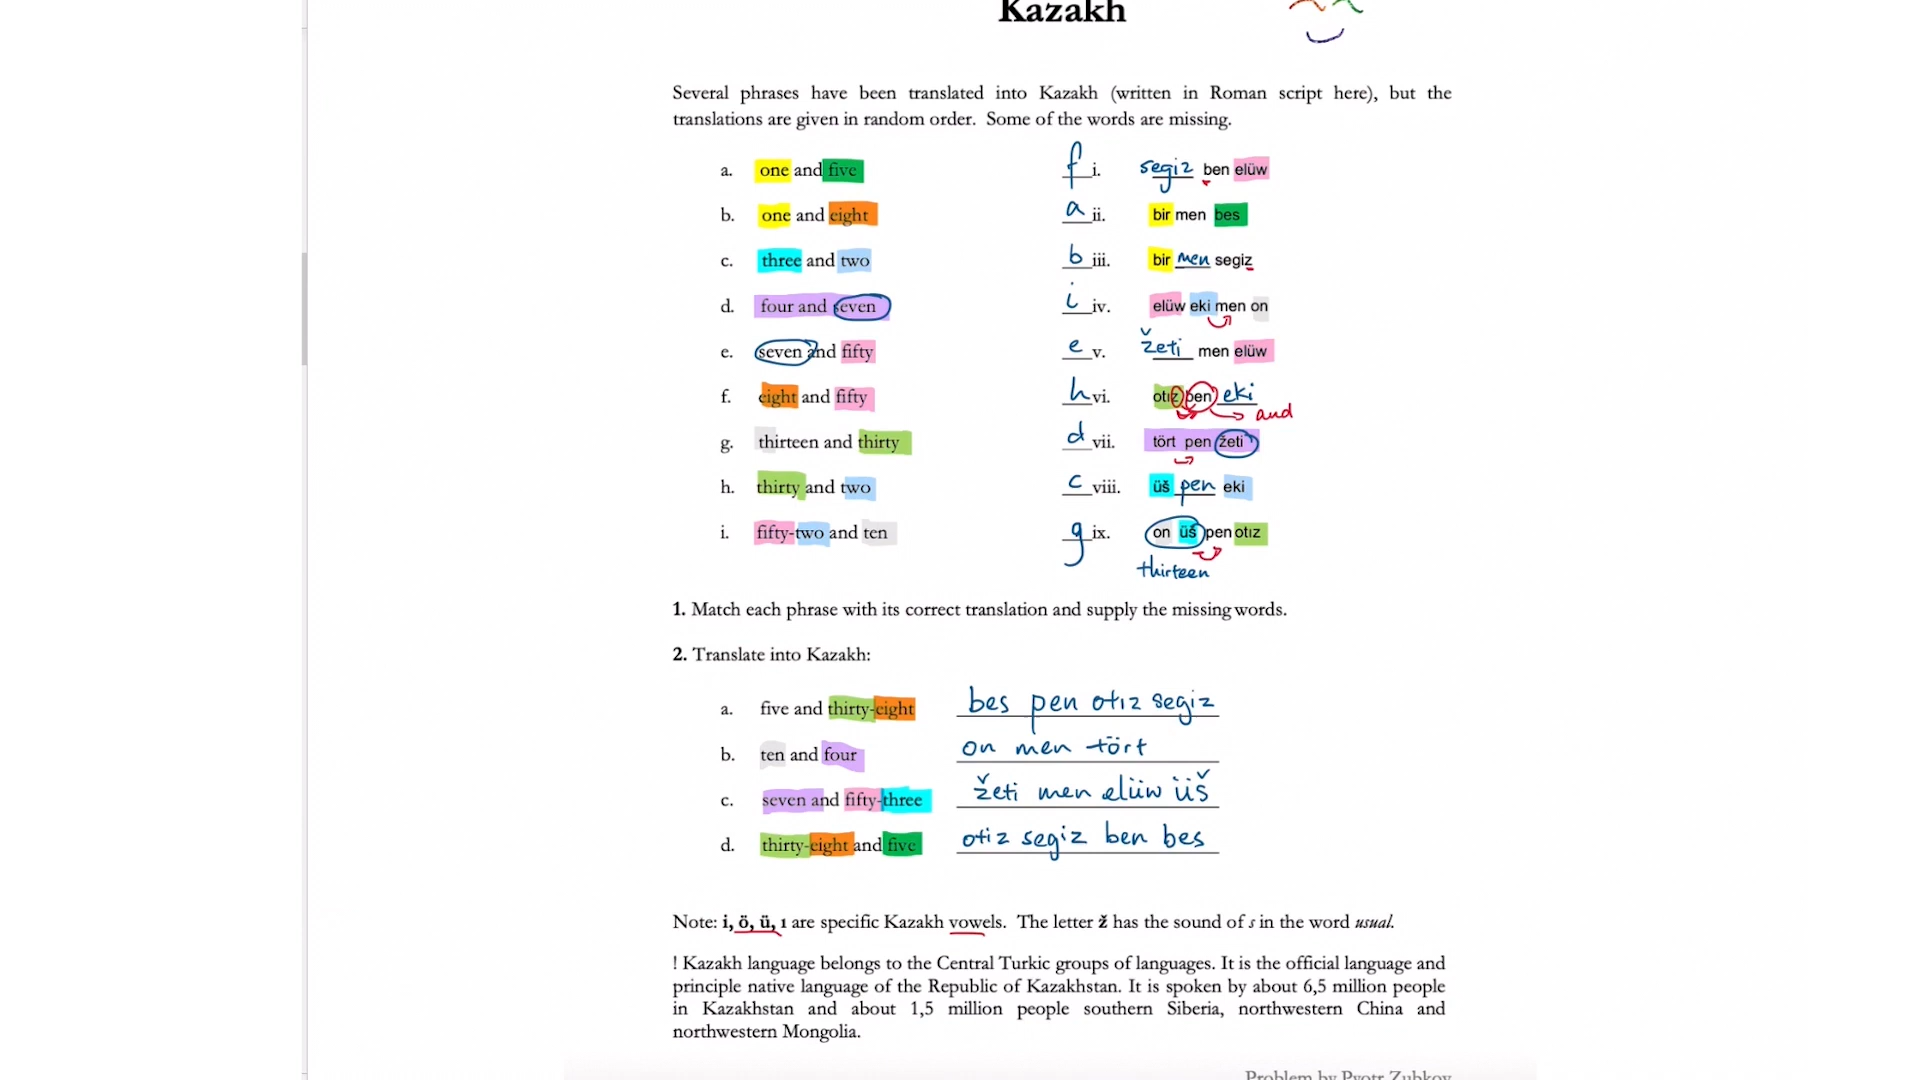 Kazakh
Several phrases have been translated into Kazakh (written in Roman script here), but the
translations are given in random order. Some of the words are missing.
a. one and five f i. segiz ben elüw
b. one and eight a ii. bir men bes
c. three and two b iii. bir men segiz
d. four and seven i iv. elüw eki men on
e. seven and fifty e v. žeti men elüw
f. eight and fifty h vi. otız pen eki
and
g. thirteen and thirty d vii. tört pen žeti
h. thirty and two c viii. üš pen eki
i. fifty-two and ten g ix. on üš pen otız
thirteen
1. Match each phrase with its correct translation and supply the missing words.
2. Translate into Kazakh:
a. five and thirty-eight bes pen otız segiz
b. ten and four on men tört
c. seven and fifty-three žeti men elüw üš
d. thirty-eight and five otiz segiz ben bes
Note: i, ö, ü, ı are specific Kazakh vowels. The letter ž has the sound of s in the word usual.
! Kazakh language belongs to the Central Turkic groups of languages. It is the official language and
principle native language of the Republic of Kazakhstan. It is spoken by about 6,5 million people
in Kazakhstan and about 1,5 million people southern Siberia, northwestern China and
northwestern Mongolia.
Problem by Pyotr Zubkov